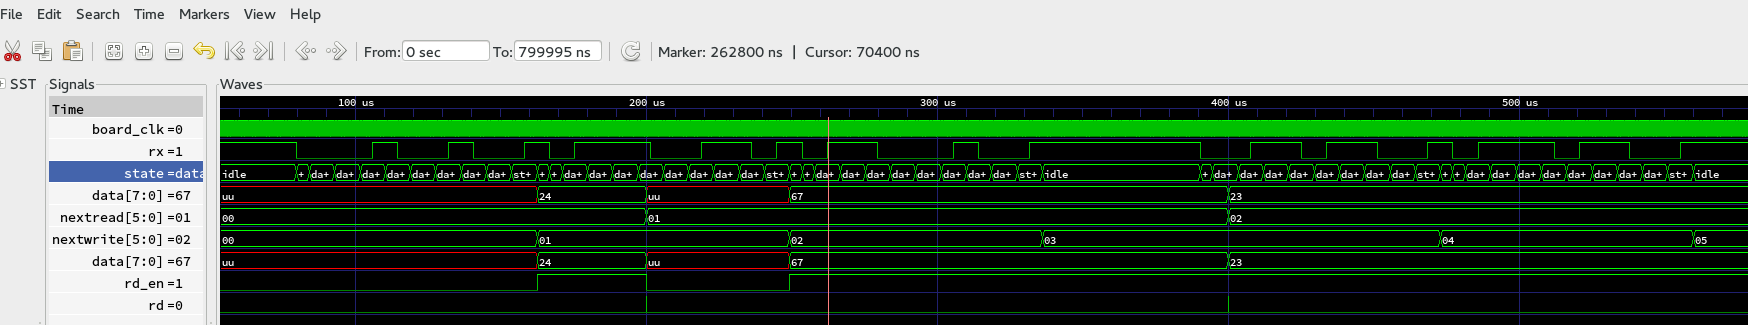 File Edit Search Time Markers View Help
From: 0 sec To: 799995 ns Marker: 262800 ns | Cursor: 70400 ns
SST Signals Waves
Time 100 us 200 us 300 us 400 us 500 us
board_clk =0
rx =1
state =data idle + da+ da+ da+ da+ da+ da+ da+ da+ st+ + + da+ da+ da+ da+ da+ da+ da+ da+ st+ + + da+ da+ da+ da+ da+ da+ da+ da+ st+ idle + da+ da+ da+ da+ da+ da+ da+ da+ st+ + + da+ da+ da+ da+ da+ da+ da+ da+ st+ idle
data[7:0] =67 uu 24 uu 67 23
nextread[5:0] =01 00 01 02
nextwrite[5:0] =02 00 01 02 03 04 05
data[7:0] =67 uu 24 uu 67 23
rd_en =1
rd =0